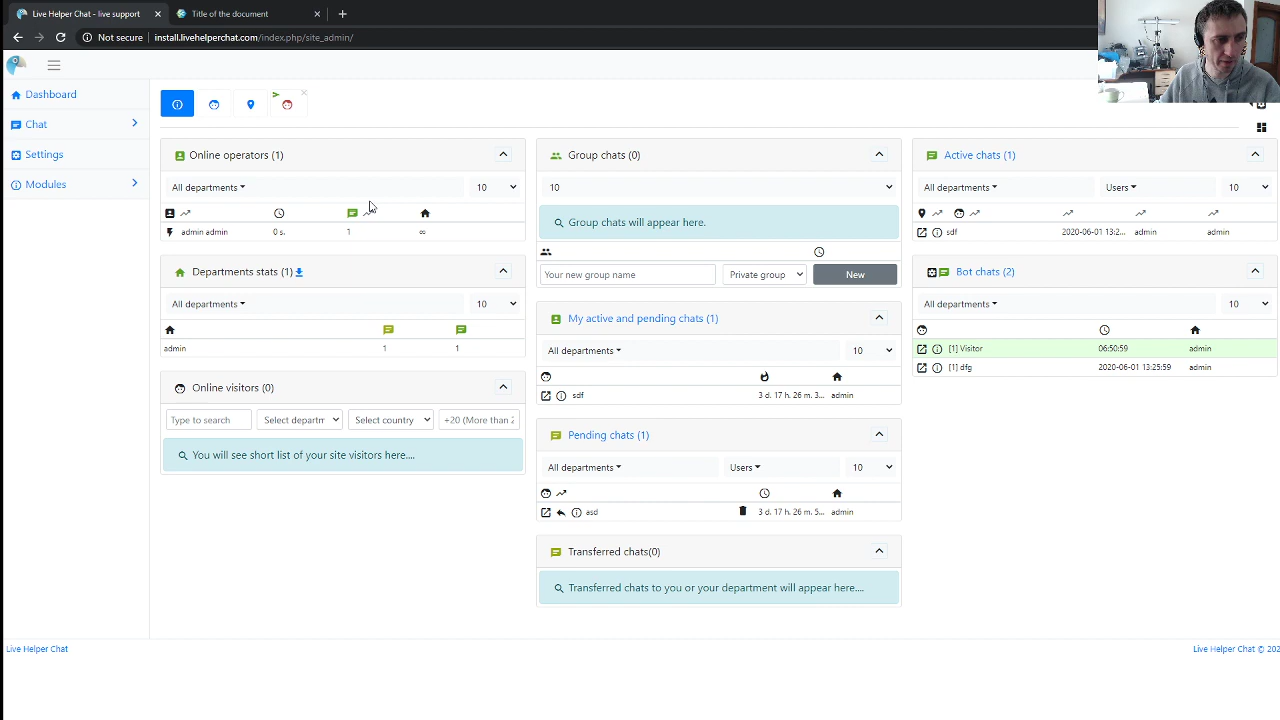 Live Helper Chat - live support
Title of the document
Not secure
install.livehelperchat.com/index.php/site_admin/
Dashboard
Chat
Settings
Modules
Online operators (1)
All departments
10
admin admin
0 s.
1
∞
Departments stats (1)
All departments
10
admin
1
1
Online visitors (0)
Type to search
Select departm
Select country
+20 (More than 2
You will see short list of your site visitors here....
Group chats (0)
10
Group chats will appear here.
Your new group name
Private group
New
My active and pending chats (1)
All departments
10
sdf
3 d. 17 h. 26 m. 3...
admin
Pending chats (1)
All departments
Users
10
asd
3 d. 17 h. 26 m. 5...
admin
Transferred chats(0)
Transferred chats to you or your department will appear here....
Active chats (1)
All departments
Users
10
sdf
2020-06-01 13:2...
admin
admin
Bot chats (2)
All departments
10
[1] Visitor
06:50:59
admin
[1] dfg
2020-06-01 13:25:59
admin
Live Helper Chat
Live Helper Chat © 202